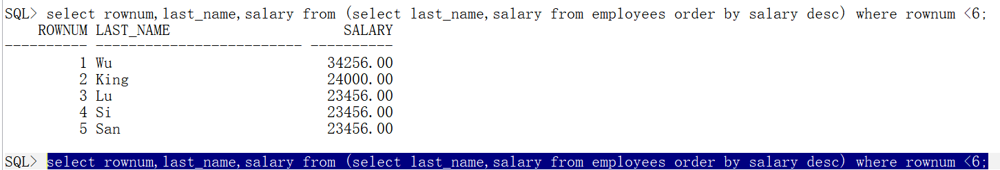 SQL> select rownum,last_name,salary from (select last_name,salary from employees order by salary desc) where rownum <6;
    ROWNUM LAST_NAME                     SALARY
---------- ------------------------- ----------
         1 Wu                          34256.00
         2 King                        24000.00
         3 Lu                          23456.00
         4 Si                          23456.00
         5 San                         23456.00
SQL> select rownum,last_name,salary from (select last_name,salary from employees order by salary desc) where rownum <6;